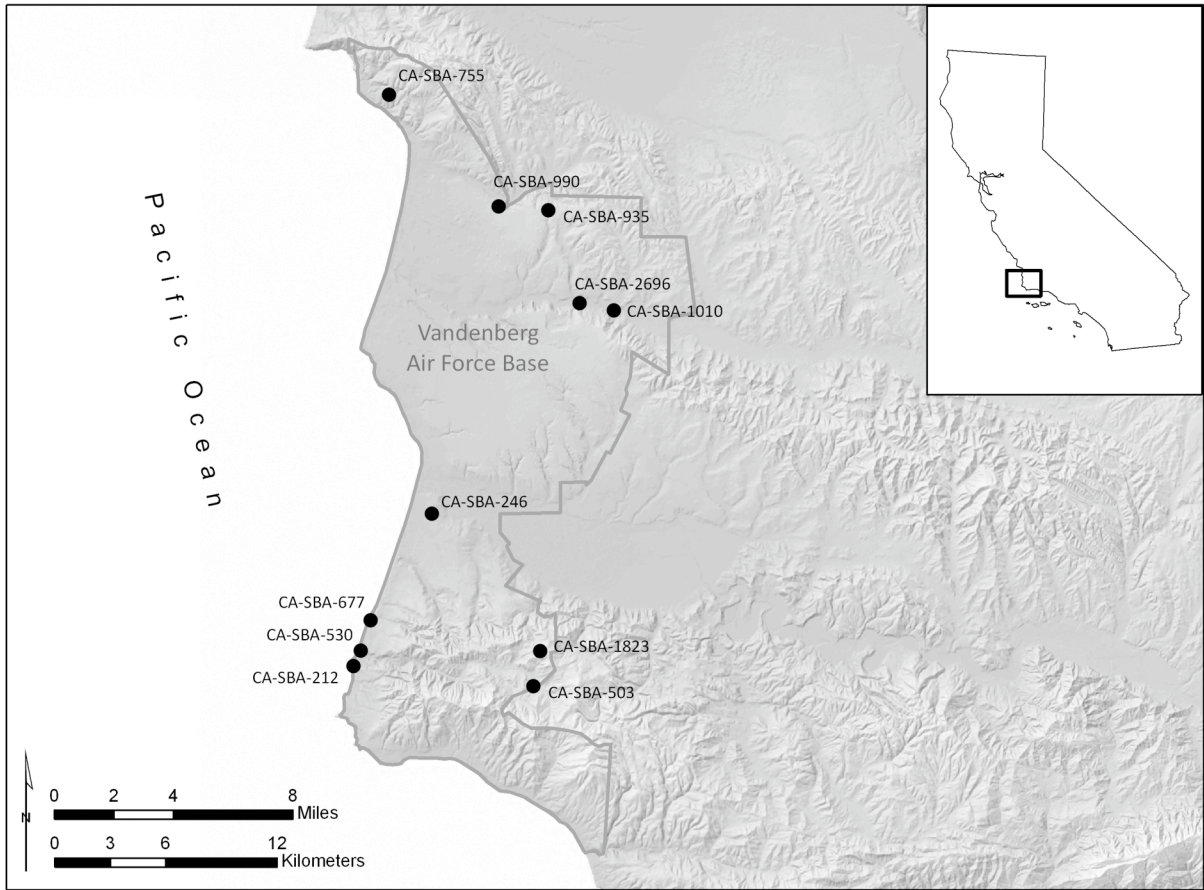 CA-SBA-755
CA-SBA-990
CA-SBA-935
CA-SBA-2696
CA-SBA-1010
Vandenberg
Air Force Base
Pacific Ocean
CA-SBA-246
CA-SBA-677
CA-SBA-530
CA-SBA-212
CA-SBA-1823
CA-SBA-503
N
0 2 4 8
Miles
0 3 6 12
Kilometers